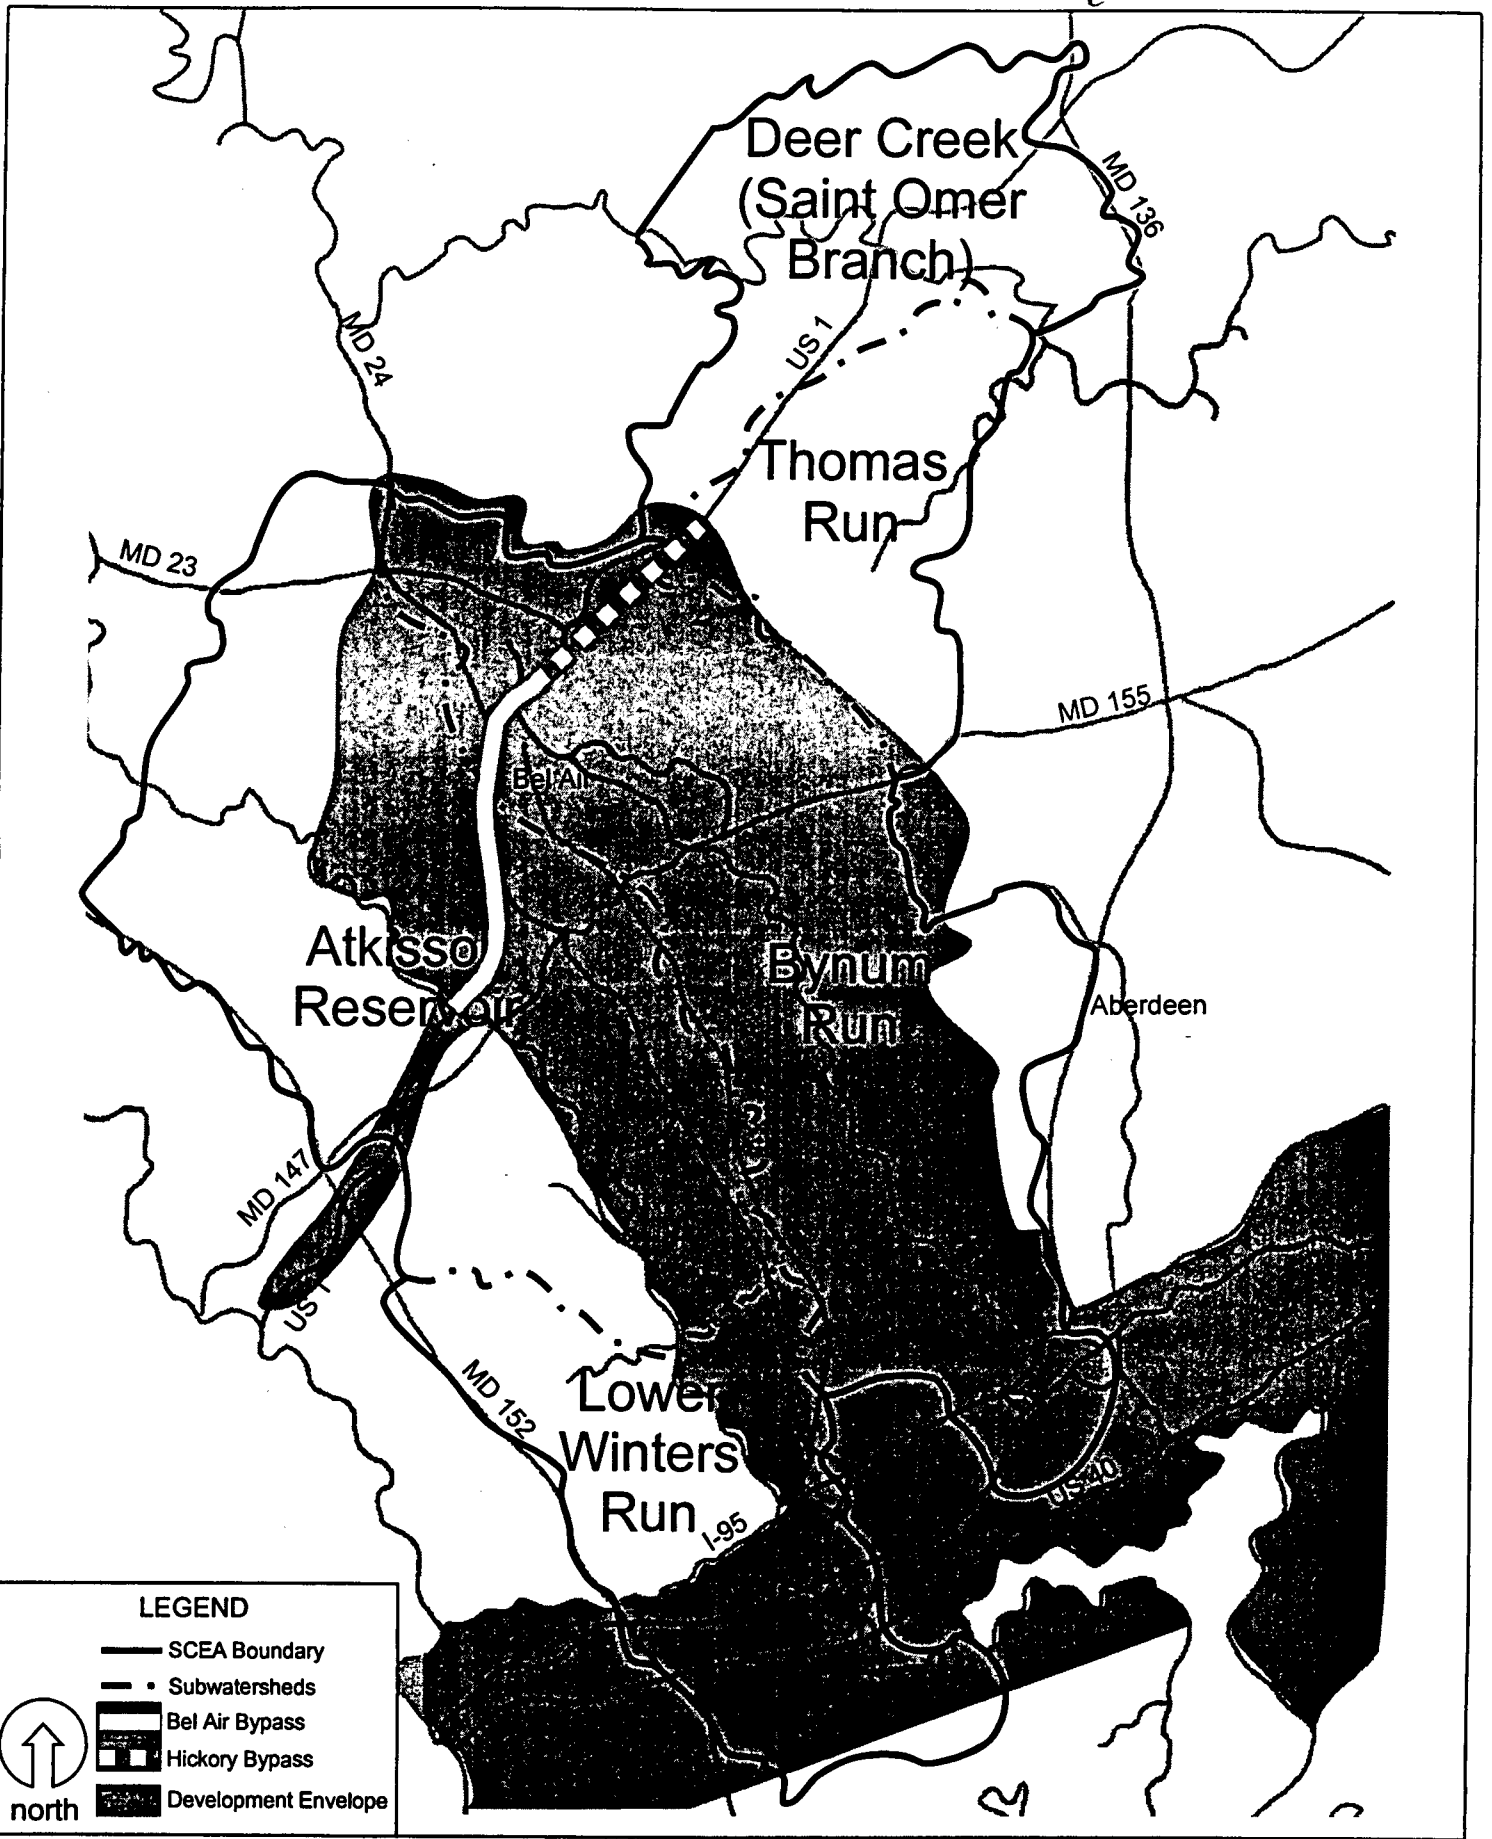 Deer Creek
(Saint Omer
Branch)
MD 136
MD 24
US 1
Thomas
Run
MD 23
MD 155
Bel Air
Atkisso
Reservoir
Bynum
Run
Aberdeen
MD 147
US 1
MD 152
Lower
Winters
Run
I-95
US 40
LEGEND
SCEA Boundary
Subwatersheds
Bel Air Bypass
Hickory Bypass
Development Envelope
north